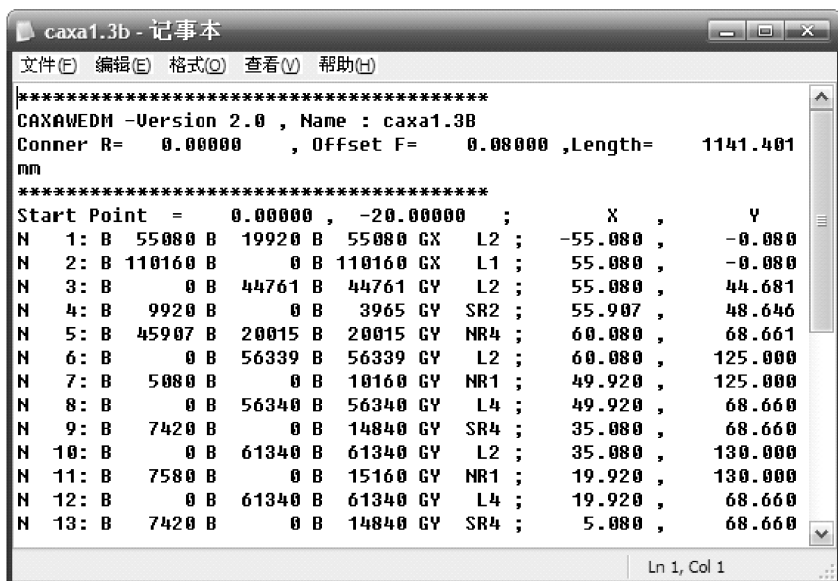 caxa1.3b - 记事本
文件(F) 编辑(E) 格式(O) 查看(V) 帮助(H)
****************************************
CAXAWEDM -Version 2.0 , Name : caxa1.3B
Conner R= 0.00000 , Offset F= 0.08000 ,Length= 1141.401
mm
****************************************
Start Point = 0.00000 , -20.00000 ; X , Y
N 1: B 55080 B 19920 B 55080 GX L2 ; -55.080 , -0.080
N 2: B 110160 B 0 B 110160 GX L1 ; 55.080 , -0.080
N 3: B 0 B 44761 B 44761 GY L2 ; 55.080 , 44.681
N 4: B 9920 B 0 B 3965 GY SR2 ; 55.907 , 48.646
N 5: B 45907 B 20015 B 20015 GY NR4 ; 60.080 , 68.661
N 6: B 0 B 56339 B 56339 GY L2 ; 60.080 , 125.000
N 7: B 5080 B 0 B 10160 GY NR1 ; 49.920 , 125.000
N 8: B 0 B 56340 B 56340 GY L4 ; 49.920 , 68.660
N 9: B 7420 B 0 B 14840 GY SR4 ; 35.080 , 68.660
N 10: B 0 B 61340 B 61340 GY L2 ; 35.080 , 130.000
N 11: B 7580 B 0 B 15160 GY NR1 ; 19.920 , 130.000
N 12: B 0 B 61340 B 61340 GY L4 ; 19.920 , 68.660
N 13: B 7420 B 0 B 14840 GY SR4 ; 5.080 , 68.660
Ln 1, Col 1